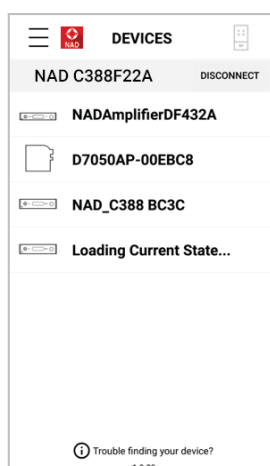 NAD
DEVICES
NAD C388F22A
DISCONNECT
NADAmplifierDF432A
D7050AP-00EBC8
NAD_C388 BC3C
Loading Current State...
Trouble finding your device?